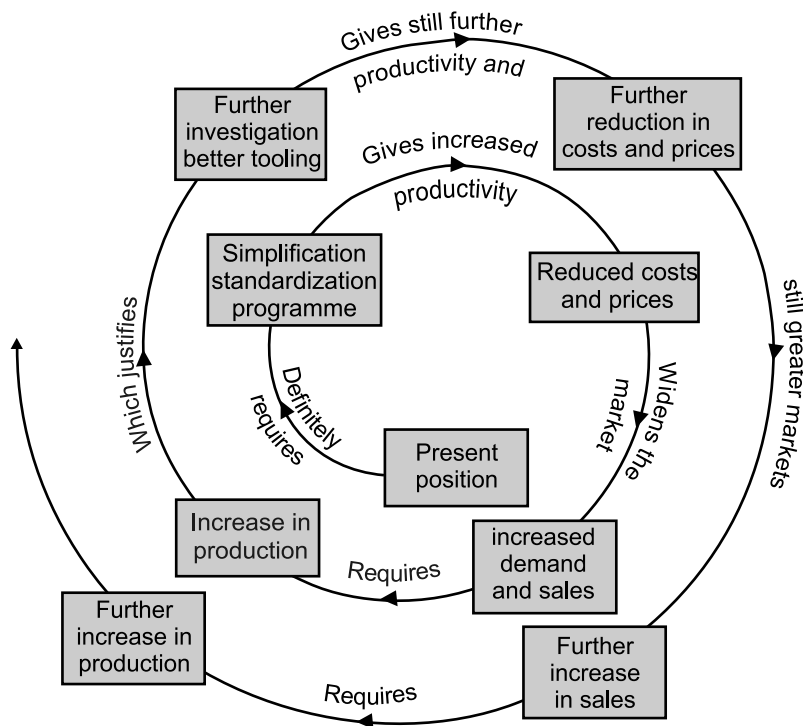 Gives still further
productivity and
Further
investigation
better tooling
Further
reduction in
costs and prices
Gives increased
productivity
Simplification
standardization
programme
Reduced costs
and prices
still greater markets
Which justifies
Definitely
requires
Widens the
market
Present
position
Increase in
production
increased
demand
and sales
Requires
Further
increase in
production
Further
increase
in sales
Requires